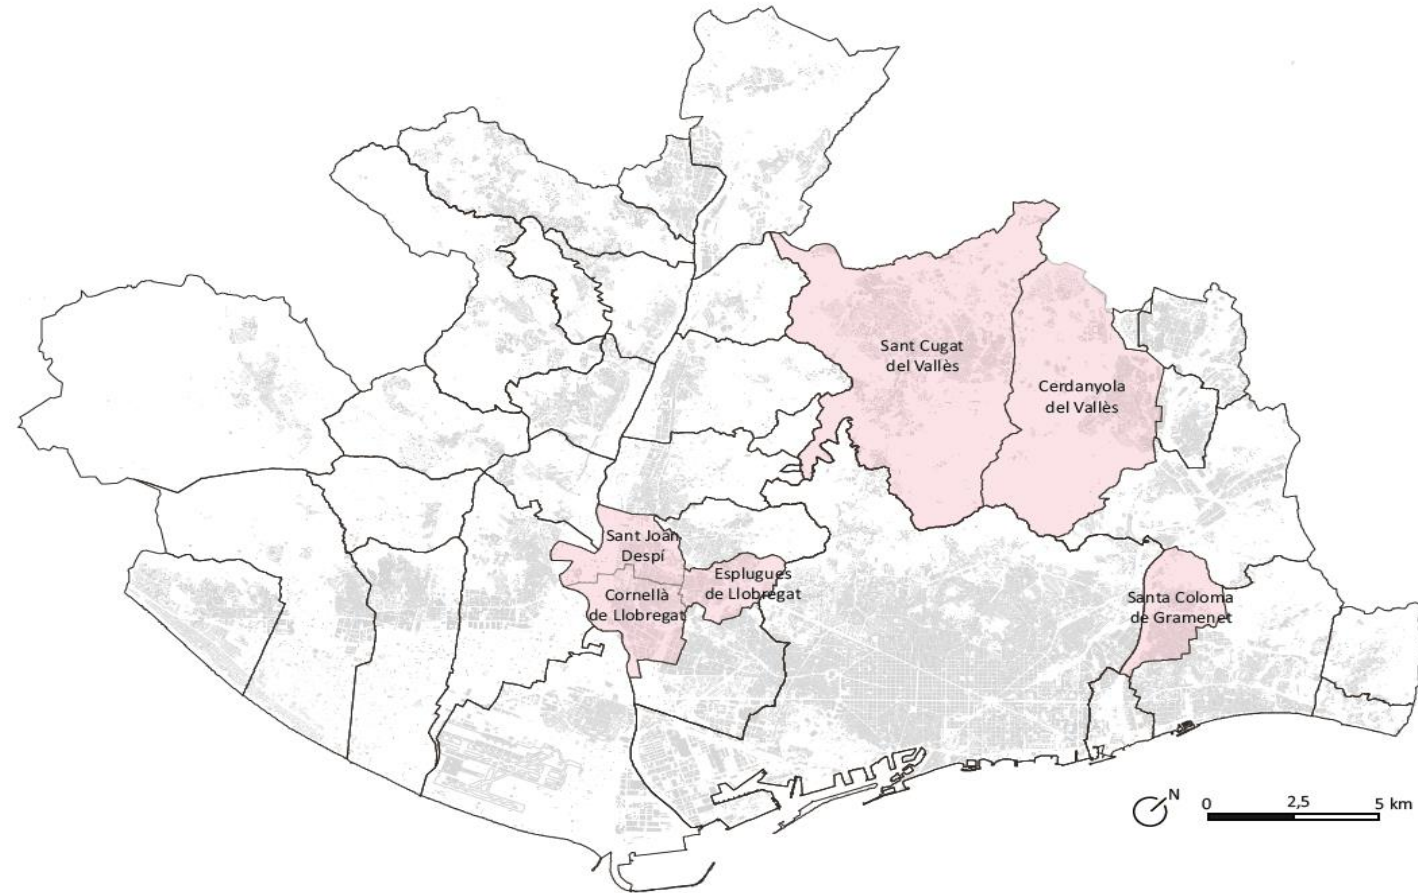 Sant Cugat
del Vallès
Cerdanyola
del Vallès
Sant Joan
Despí
Esplugues
de Llobregat
Cornellà
de Llobregat
Santa Coloma
de Gramenet
N
0 2,5 5 km